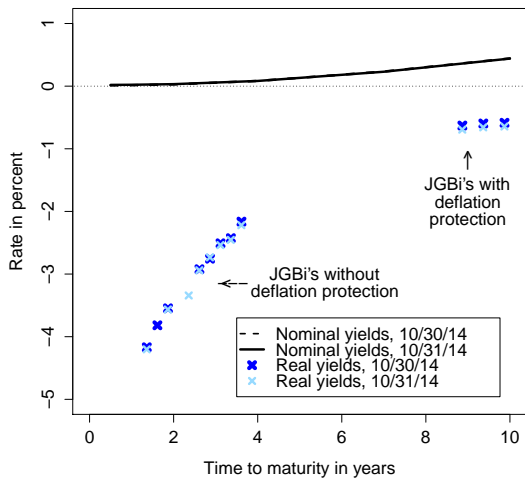 Rate in percent
1
0
-1
-2
-3
-4
-5
JGBi's with
deflation
protection
JGBi's without
deflation protection
Nominal yields, 10/30/14
Nominal yields, 10/31/14
Real yields, 10/30/14
Real yields, 10/31/14
0 2 4 6 8 10
Time to maturity in years